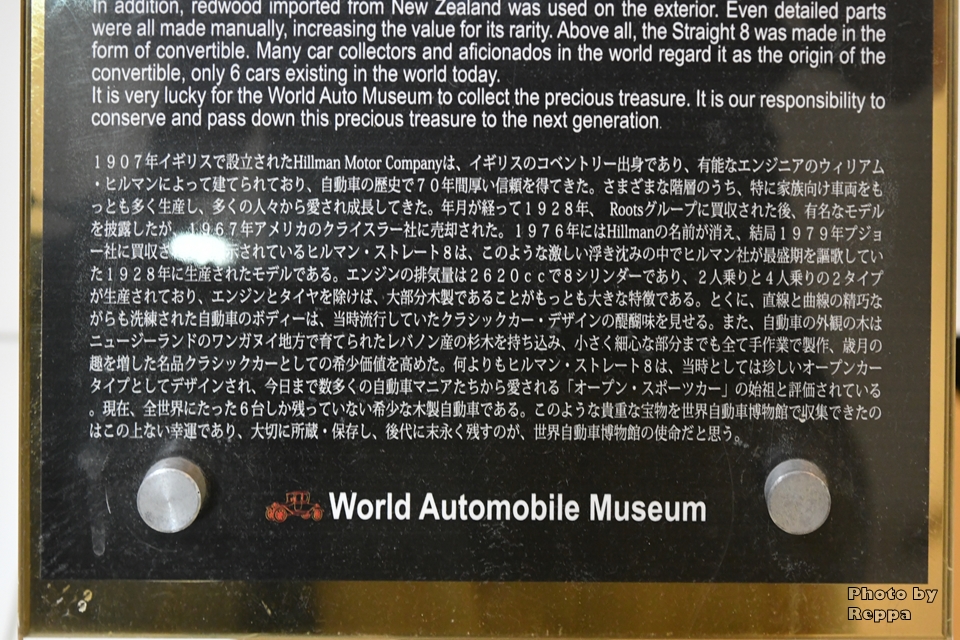 In addition, redwood imported from New Zealand was used on the exterior. Even detailed parts
were all made manually, increasing the value for its rarity. Above all, the Straight 8 was made in the
form of convertible. Many car collectors and aficionados in the world regard it as the origin of the
convertible, only 6 cars existing in the world today.
It is very lucky for the World Auto Museum to collect the precious treasure. It is our responsibility to
conserve and pass down this precious treasure to the next generation.
1907年イギリスで設立されたHillman Motor Companyは、イギリスのコベントリー出身であり、有能なエンジニアのウィリアム
・ヒルマンによって建てられており、自動車の歴史で70年間厚い信頼を得てきた。さまざまな階層のうち、特に家族向け車両をも
っとも多く生産し、多くの人々から愛され成長してきた。年月が経って1928年、 Rootsグループに買収された後、有名なモデル
を披露したが、1967年アメリカのクライスラー社に売却された。1976年にはHillmanの名前が消え、結局1979年プジョ
ー社に買収さ 示されているヒルマン・ストレート8は、このような激しい浮き沈みの中でヒルマン社が最盛期を謳歌してい
た1928年に生産されたモデルである。エンジンの排気量は2620ccで8シリンダーであり、2人乗りと4人乗りの2タイプ
が生産されており、エンジンとタイヤを除けば、大部分木製であることがもっとも大きな特徴である。とくに、直線と曲線の精巧な
がらも洗練された自動車のボディーは、当時流行していたクラシックカー・デザインの醍醐味を見せる。また、自動車の外観の木は
ニュージーランドのワンガヌイ地方で育てられたレバノン産の杉木を持ち込み、小さく細心な部分までも全て手作業で製作、歳月の
趣を増した名品クラシックカーとしての希少価値を高めた。何よりもヒルマン・ストレート8は、当時としては珍しいオープンカー
タイプとしてデザインされ、今日まで数多くの自動車マニアたちから愛される「オープン・スポーツカー」の始祖と評価されている
。現在、全世界にたった6台しか残っていない希少な木製自動車である。このような貴重な宝物を世界自動車博物館で収集できたの
はこの上ない幸運であり、大切に所蔵・保存し、後代に末永く残すのが、世界自動車博物館の使命だと思う。
World Automobile Museum
Photo by
Reppa